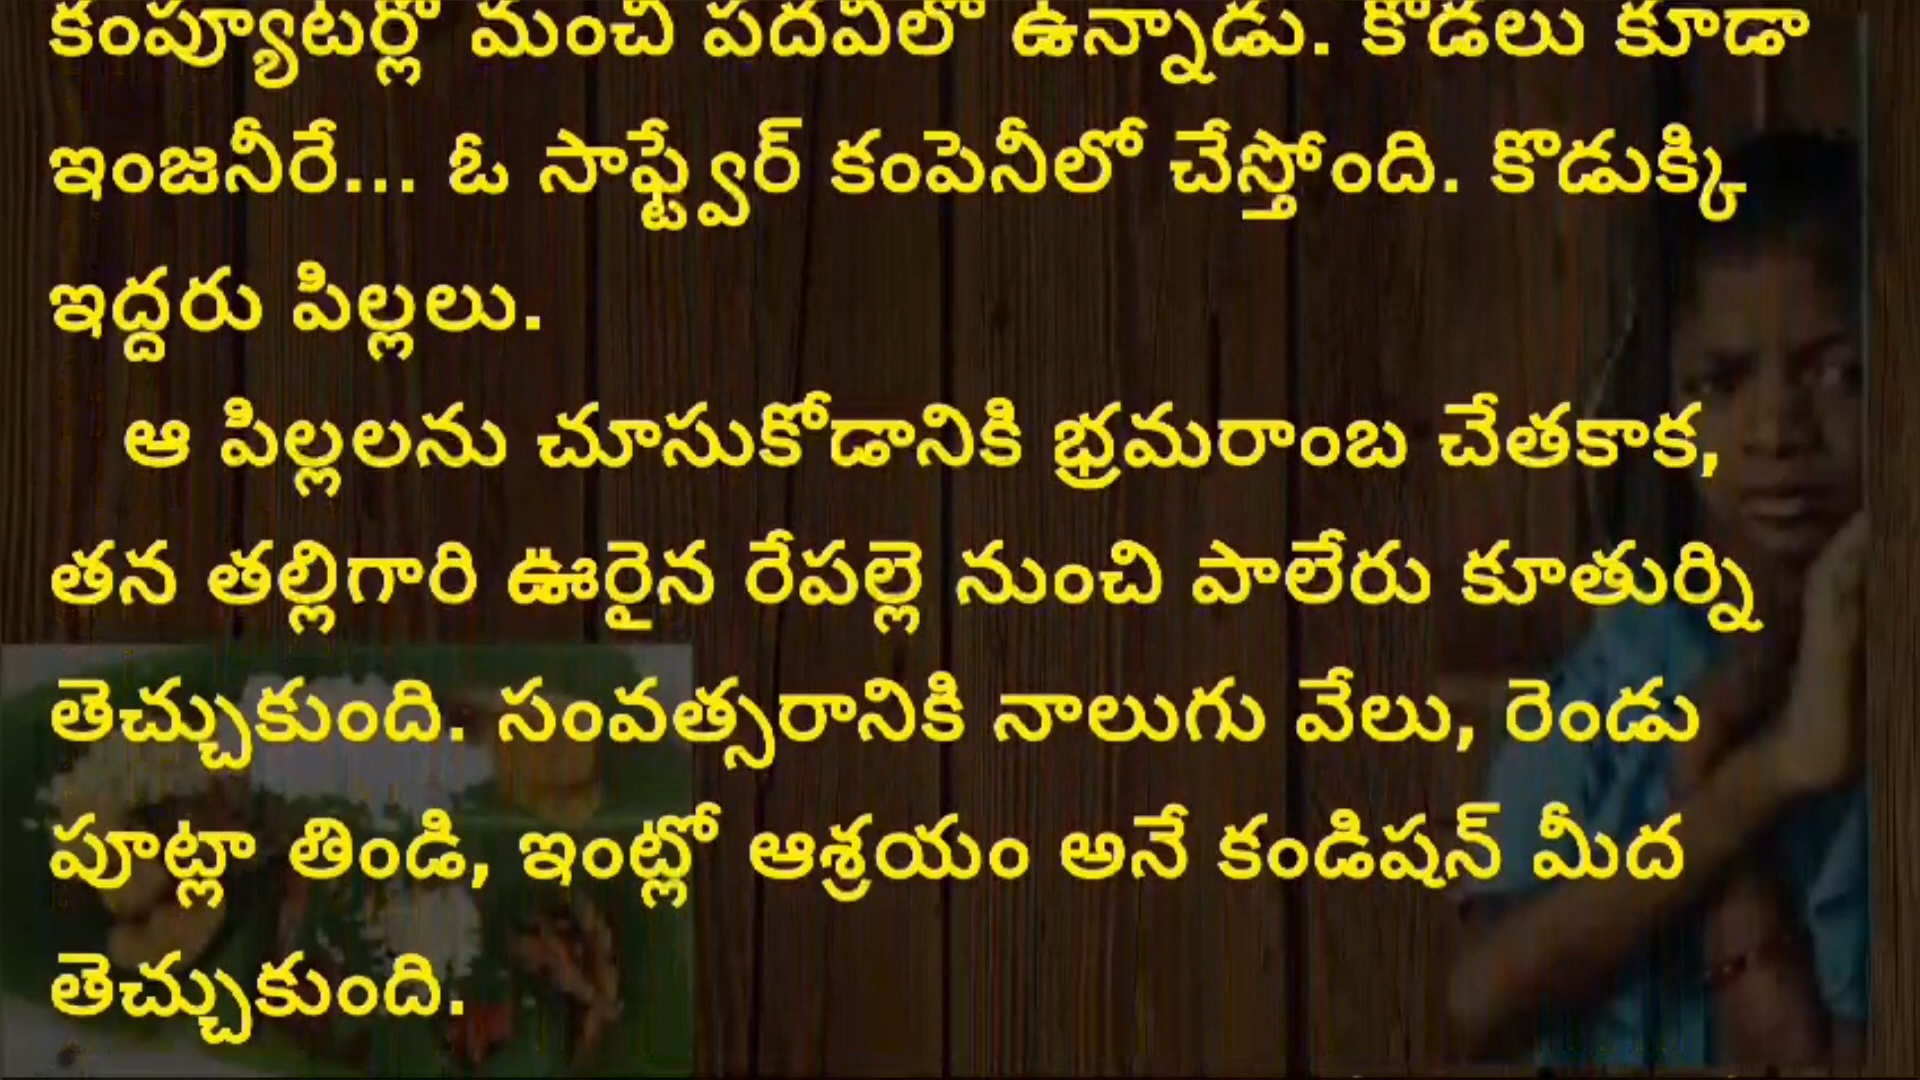 కంప్యూటర్లో మంచి పదవిలో ఉన్నాడు. కోడలు కూడా
ఇంజనీరే... ఓ సాఫ్ట్వేర్ కంపెనీలో చేస్తోంది. కొడుక్కి
ఇద్దరు పిల్లలు.
ఆ పిల్లలను చూసుకోడానికి భ్రమరాంబ చేతకాక,
తన తల్లిగారి ఊరైన రేపల్లె నుంచి పాలేరు కూతుర్ని
తెచ్చుకుంది. సంవత్సరానికి నాలుగు వేలు, రెండు
పూట్లా తిండి, ఇంట్లో ఆశ్రయం అనే కండిషన్ మీద
తెచ్చుకుంది.